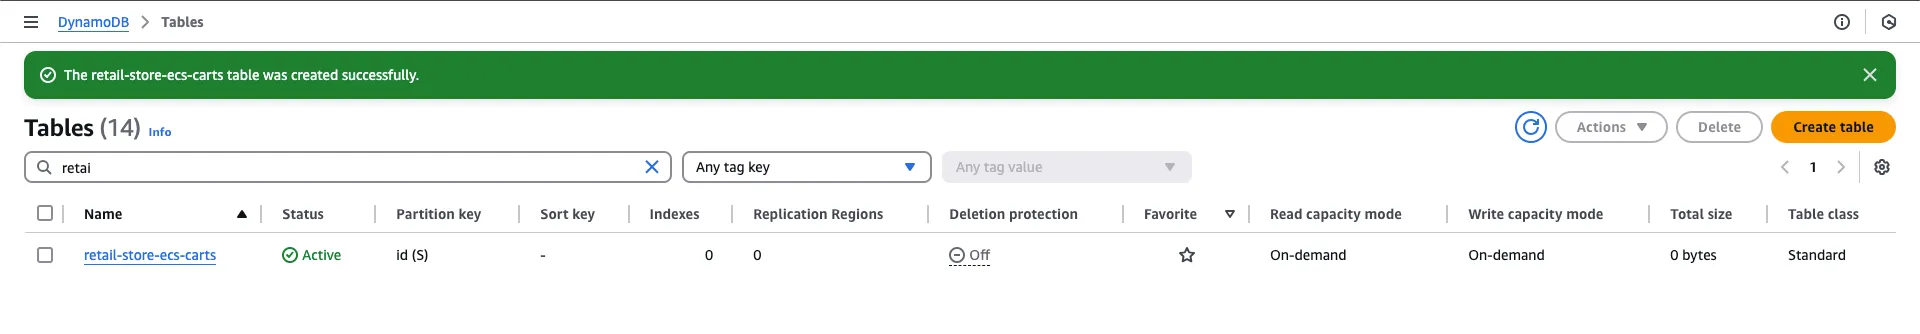 DynamoDB > Tables
The retail-store-ecs-carts table was created successfully.
Tables (14) Info Actions Delete Create table
retai Any tag key Any tag value 1
Name Status Partition key Sort key Indexes Replication Regions Deletion protection Favorite Read capacity mode Write capacity mode Total size Table class
retail-store-ecs-carts Active id (S) - 0 0 Off On-demand On-demand 0 bytes Standard